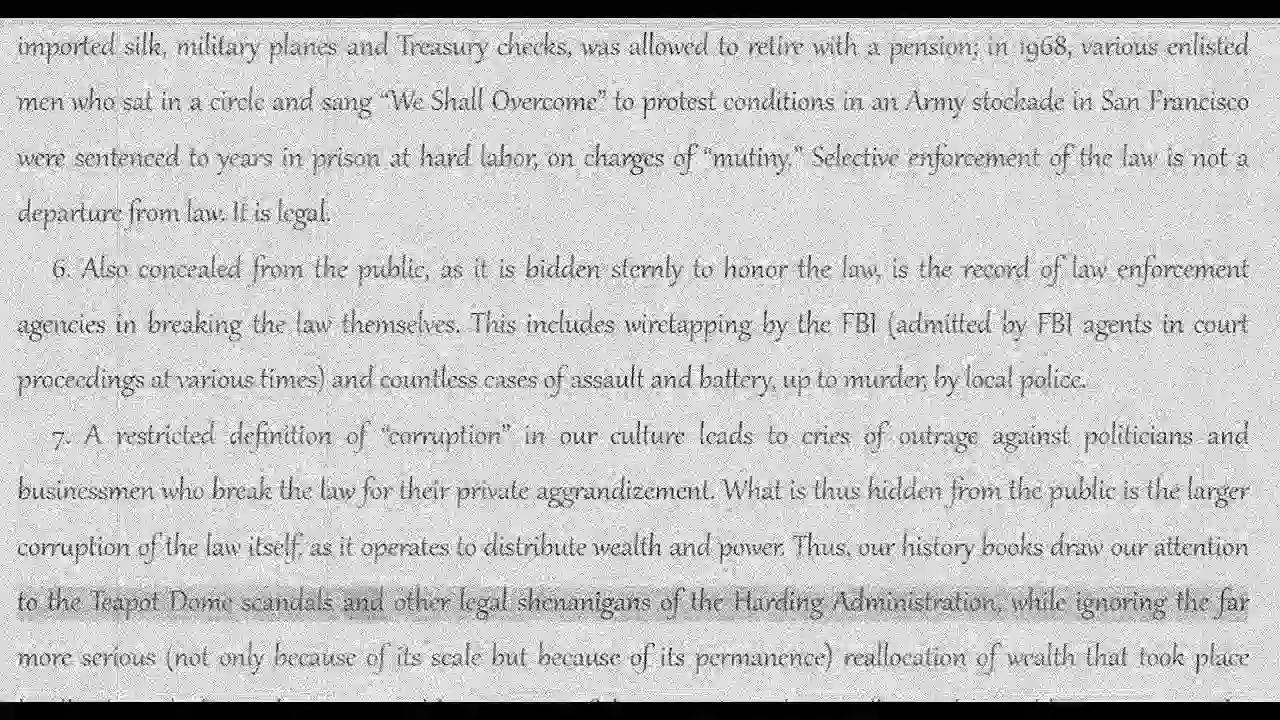 imported silk, military planes and Treasury checks, was allowed to retire with a pension; in 1968, various enlisted
men who sat in a circle and sang “We Shall Overcome” to protest conditions in an Army stockade in San Francisco
were sentenced to years in prison at hard labor, on charges of “mutiny.” Selective enforcement of the law is not a
departure from law. It is legal.
6. Also concealed from the public, as it is bidden sternly to honor the law, is the record of law enforcement
agencies in breaking the law themselves. This includes wiretapping by the FBI (admitted by FBI agents in court
proceedings at various times) and countless cases of assault and battery, up to murder, by local police.
7. A restricted definition of “corruption” in our culture leads to cries of outrage against politicians and
businessmen who break the law for their private aggrandizement. What is thus hidden from the public is the larger
corruption of the law itself, as it operates to distribute wealth and power. Thus, our history books draw our attention
to the Teapot Dome scandals and other legal shenanigans of the Harding Administration, while ignoring the far
more serious (not only because of its scale but because of its permanence) reallocation of wealth that took place